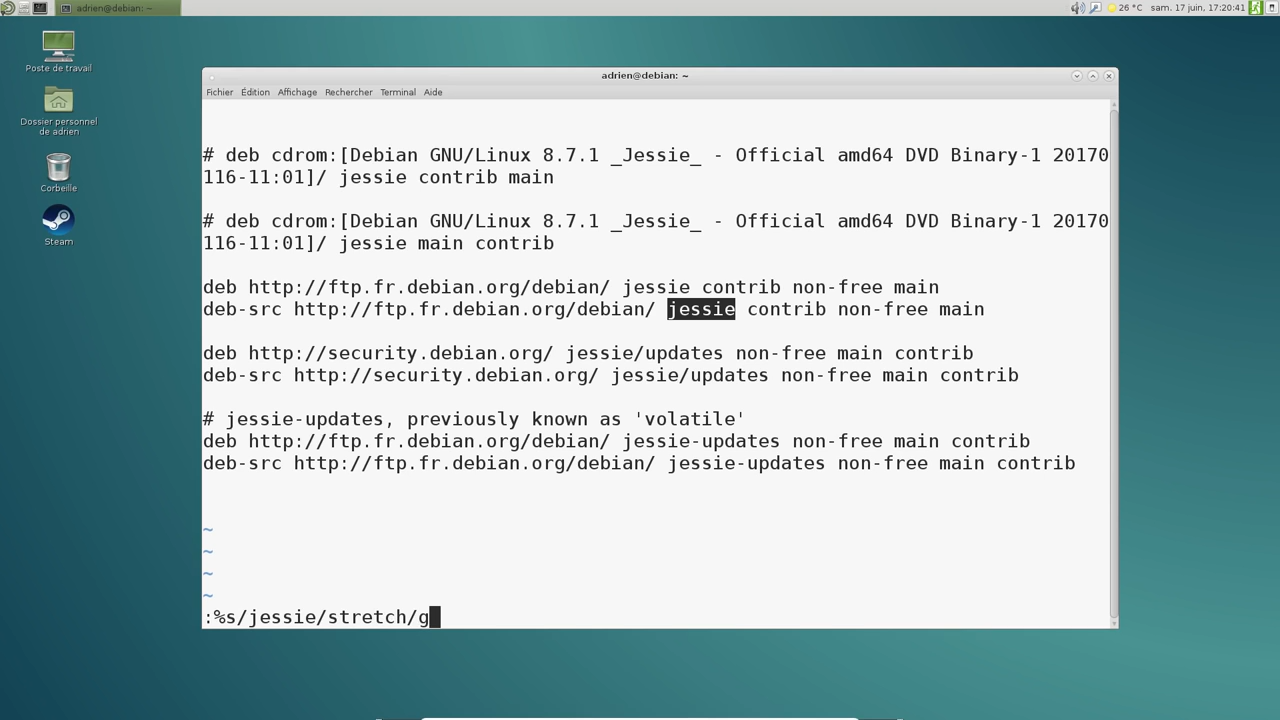 adrien@debian: ~
26 °C
sam. 17 juin, 17:20:41
Poste de travail
Dossier personnel
de adrien
Corbeille
Steam
adrien@debian: ~
Fichier Édition Affichage Rechercher Terminal Aide
# deb cdrom:[Debian GNU/Linux 8.7.1 _Jessie_ - Official amd64 DVD Binary-1 20170
116-11:01]/ jessie contrib main
# deb cdrom:[Debian GNU/Linux 8.7.1 _Jessie_ - Official amd64 DVD Binary-1 20170
116-11:01]/ jessie main contrib
deb http://ftp.fr.debian.org/debian/ jessie contrib non-free main
deb-src http://ftp.fr.debian.org/debian/ jessie contrib non-free main
deb http://security.debian.org/ jessie/updates non-free main contrib
deb-src http://security.debian.org/ jessie/updates non-free main contrib
# jessie-updates, previously known as 'volatile'
deb http://ftp.fr.debian.org/debian/ jessie-updates non-free main contrib
deb-src http://ftp.fr.debian.org/debian/ jessie-updates non-free main contrib
~
~
~
~
:%s/jessie/stretch/g